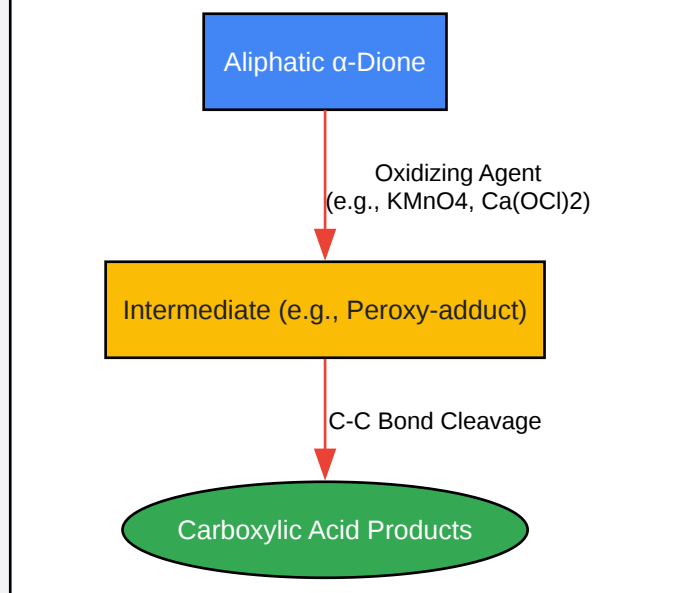 Aliphatic α-Dione
Oxidizing Agent
(e.g., KMnO4, Ca(OCl)2)
Intermediate (e.g., Peroxy-adduct)
C-C Bond Cleavage
Carboxylic Acid Products